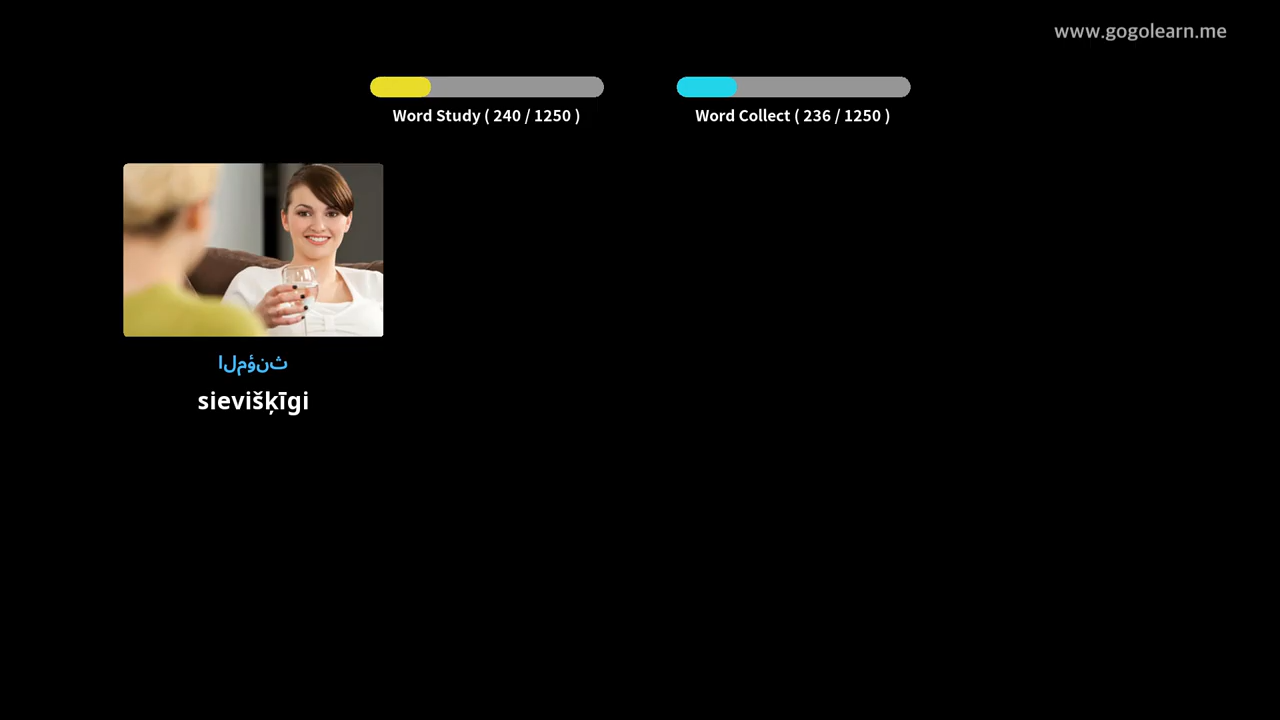 www.gogolearn.me
Word Study ( 240 / 1250 )
Word Collect ( 236 / 1250 )
المؤنث
sievišķīgi